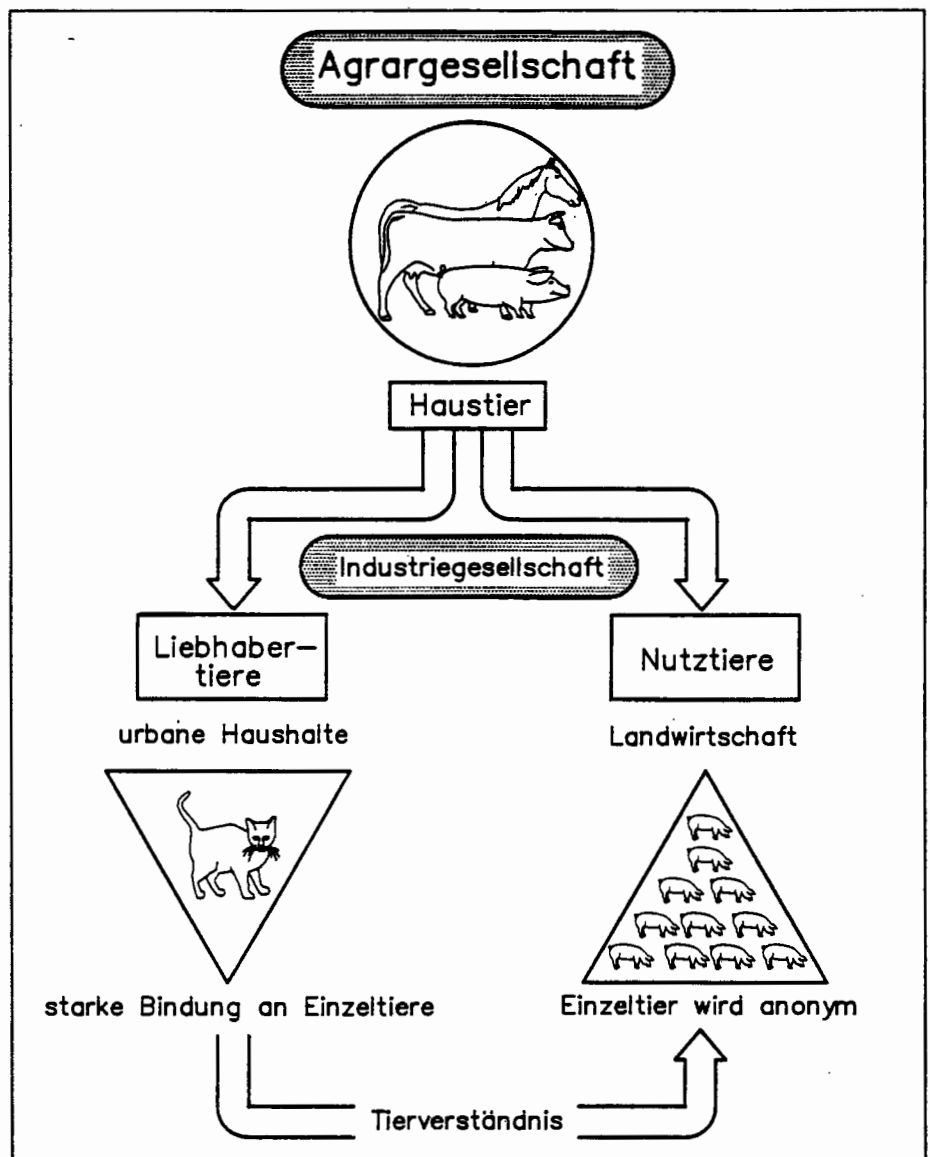 Agrargesellschaft
Haustier
Industriegesellschaft
Liebhaber-
tiere
urbane Haushalte
starke Bindung an Einzeltiere
Nutztiere
Landwirtschaft
Einzeltier wird anonym
Tierverständnis